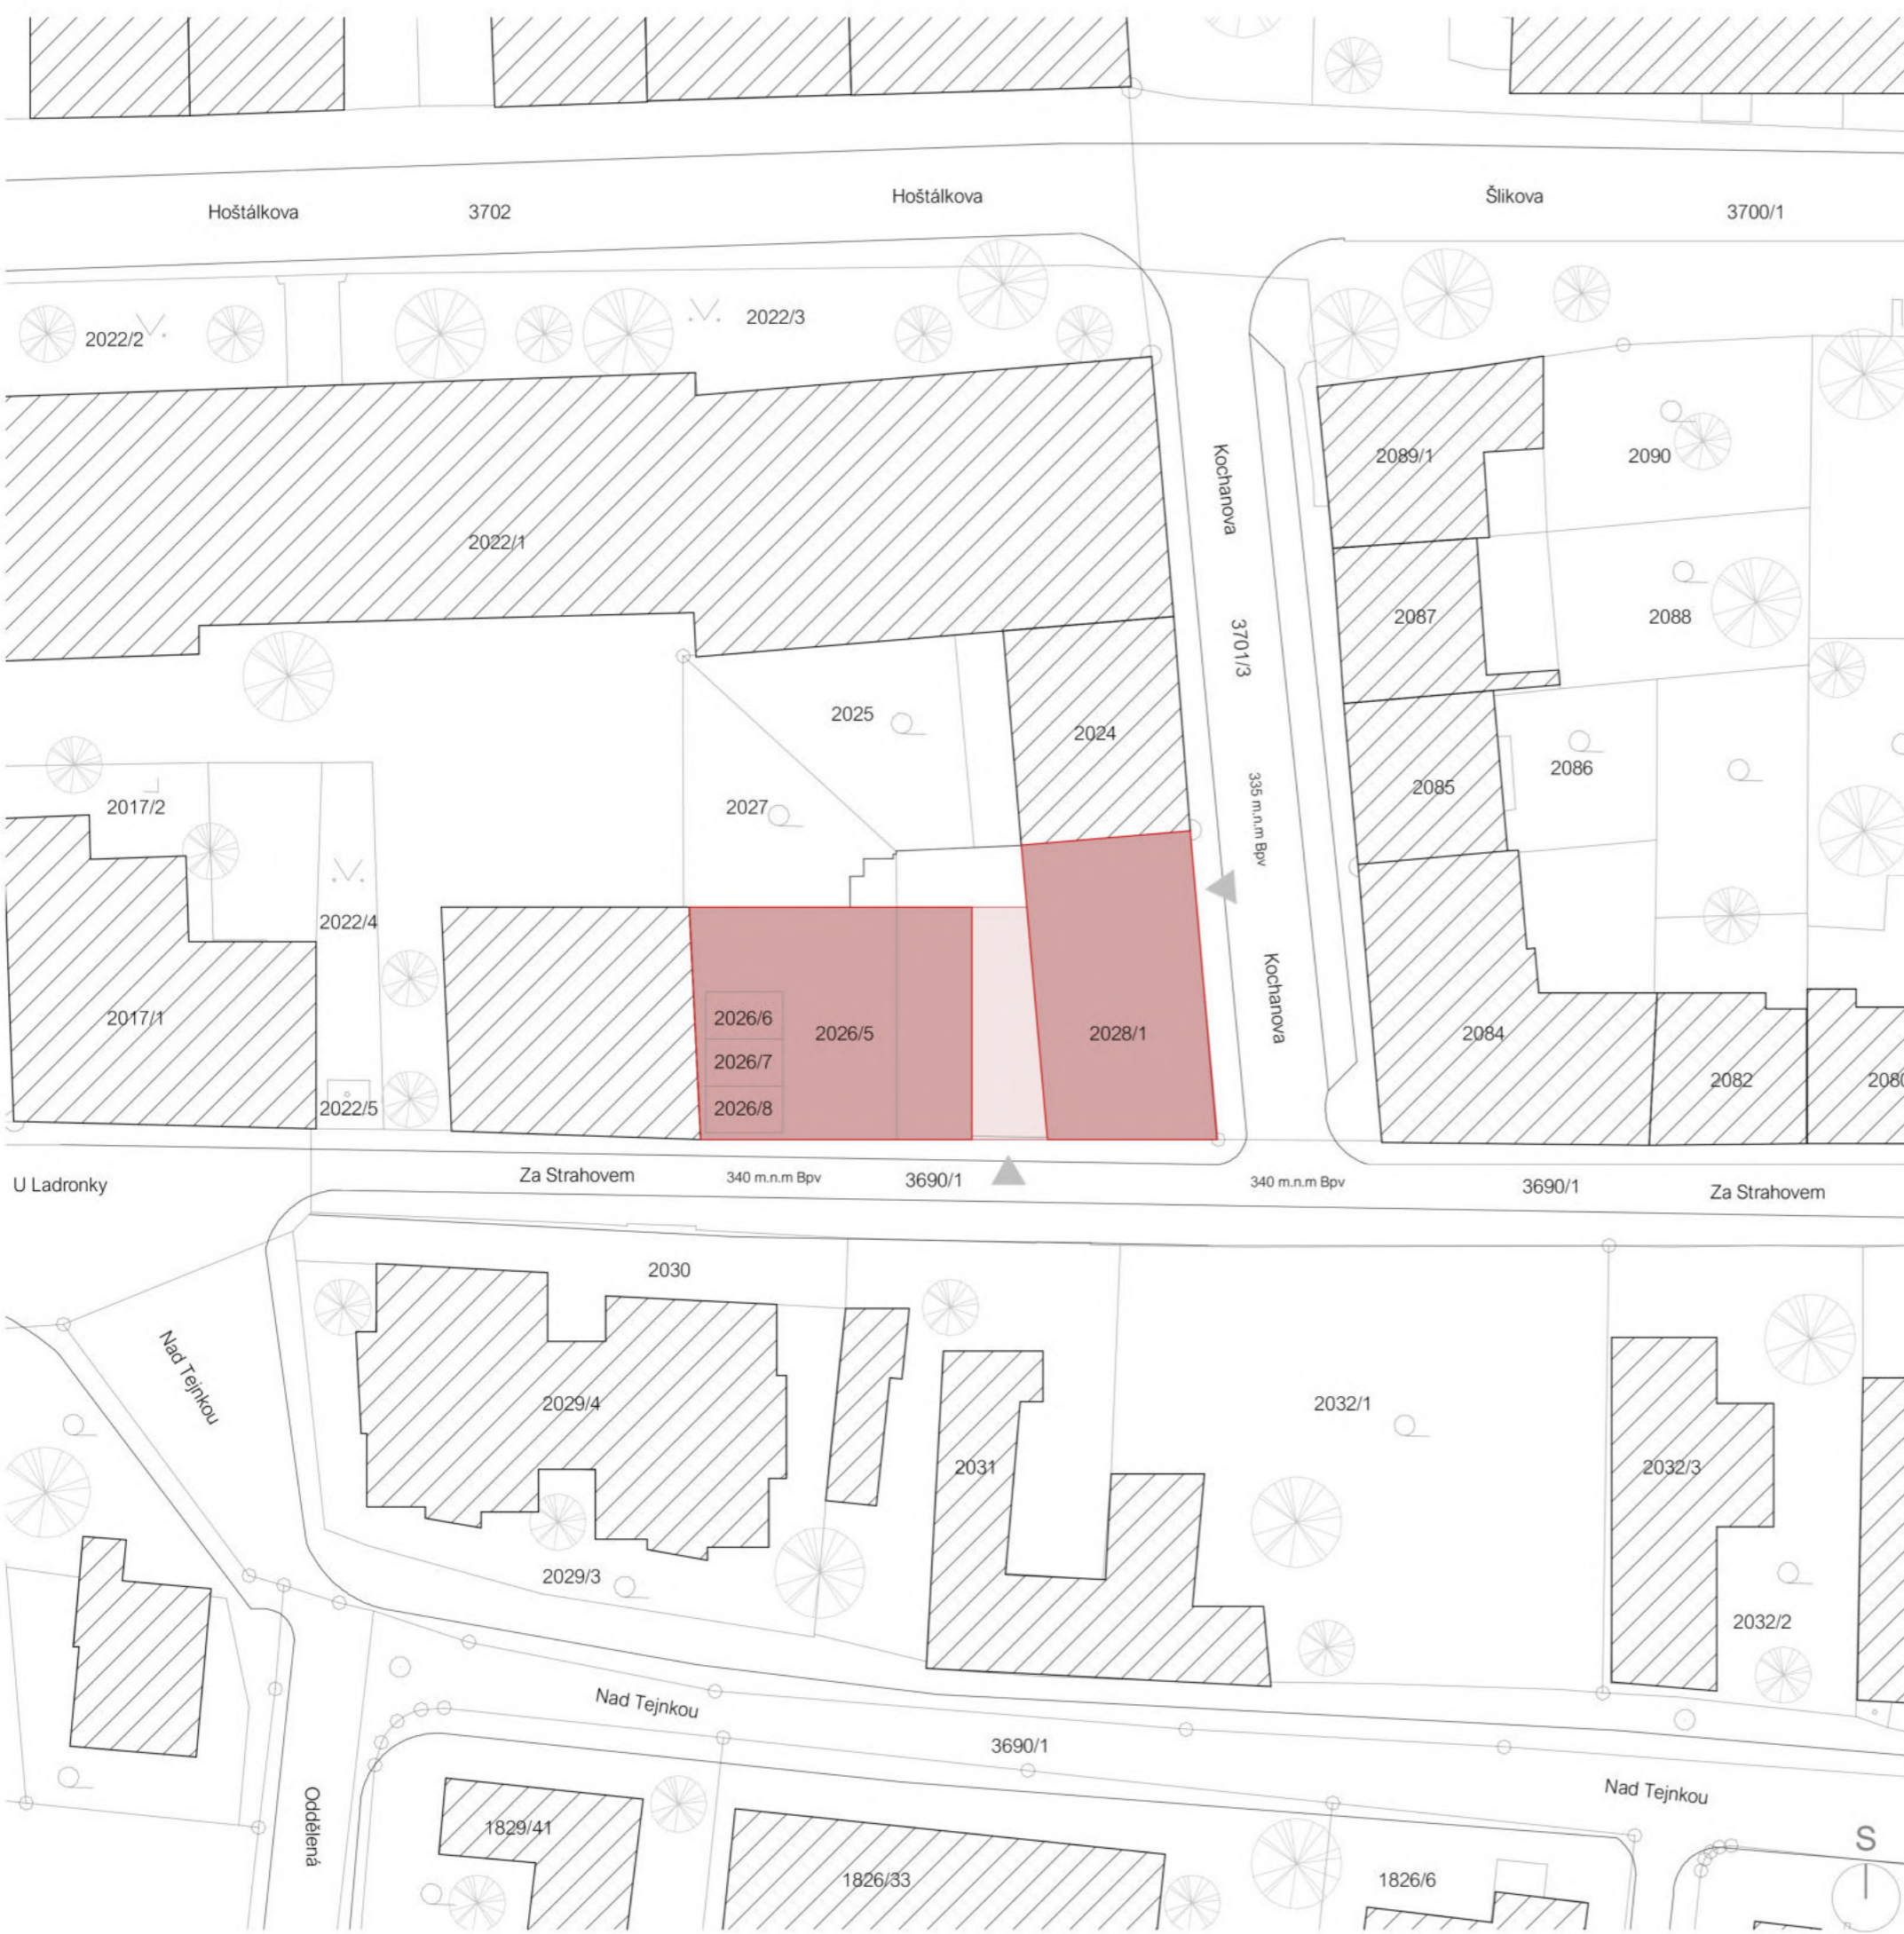 Hoštálkova
3702
Hoštálkova
Šlikova
3700/1
2022/2
2022/3
2022/1
Kochanova
2089/1
2090
2087
2088
3701/3
2025
2024
2027
335 m.n.m Bpv
2085
2086
2017/2
2022/4
2017/1
2026/6
2026/5
2026/7
2026/8
2028/1
Kochanova
2084
2082
2080
2022/5
U Ladronky
Za Strahovem
340 m.n.m Bpv
3690/1
340 m.n.m Bpv
3690/1
Za Strahovem
2030
Nad Tejnkou
2029/4
2032/1
2031
2032/3
2029/3
2032/2
Nad Tejnkou
3690/1
Nad Tejnkou
Oddělená
1829/41
1826/33
1826/6
S